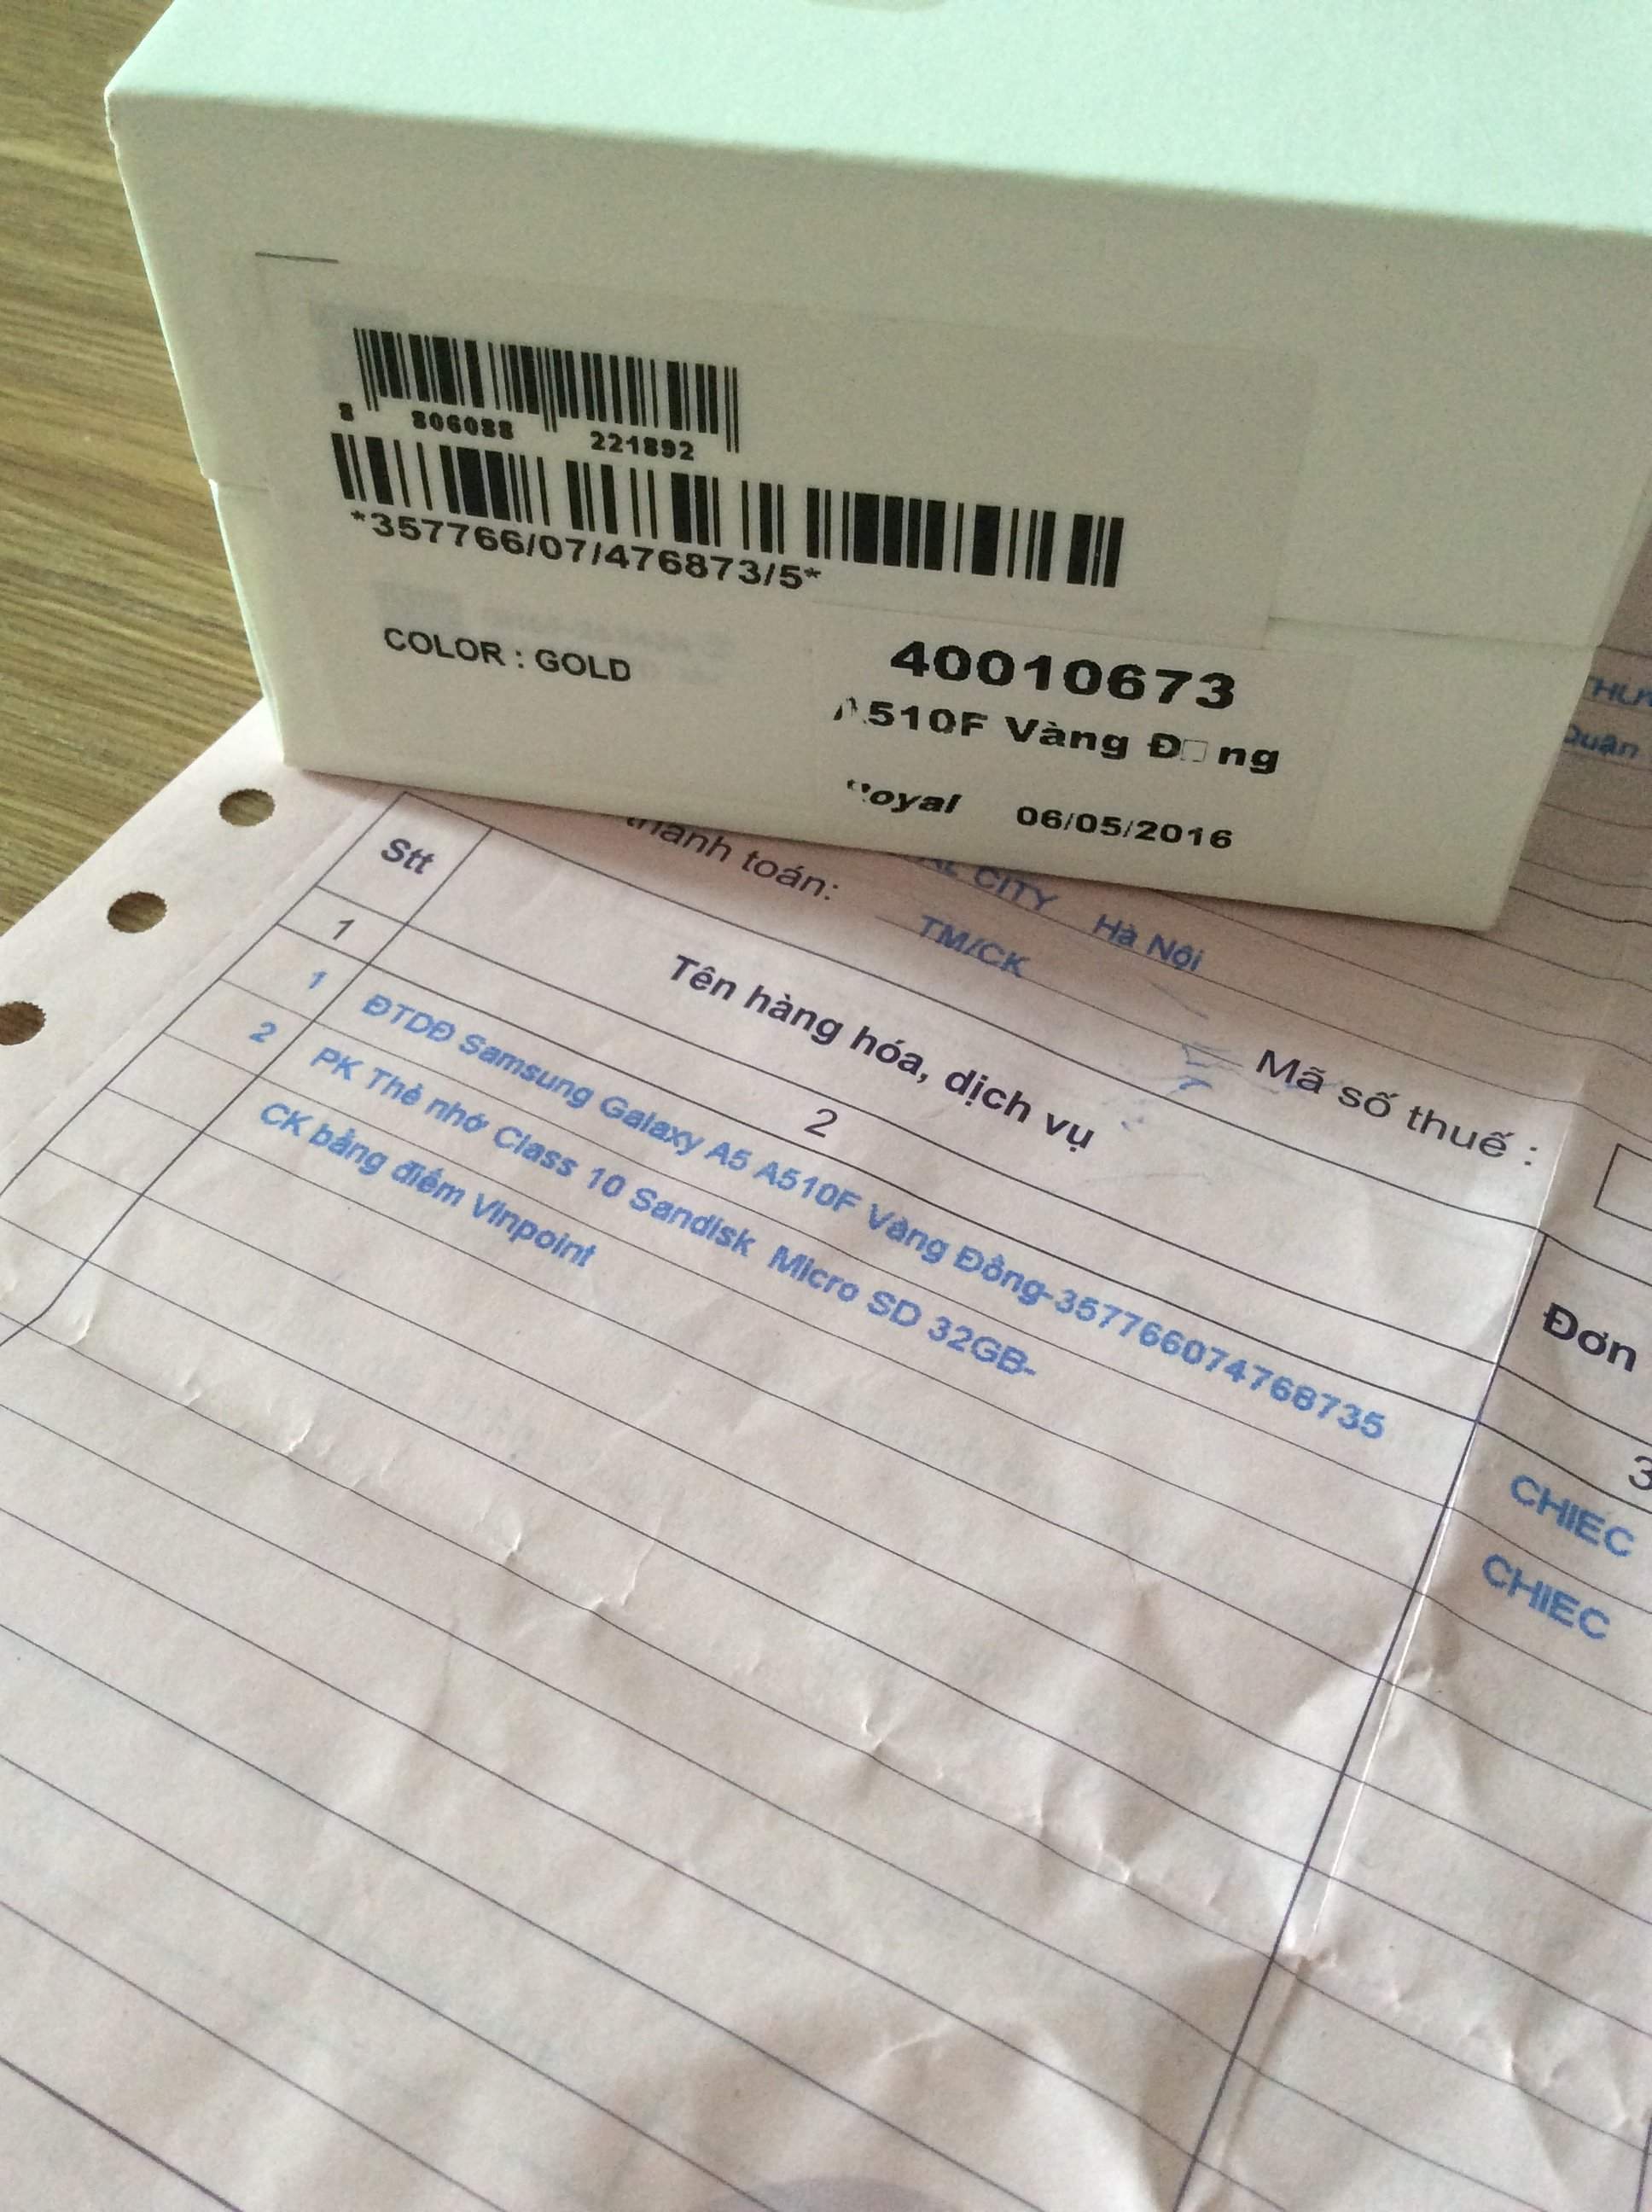 8 806088 221892
*357766/07/476873/5*
COLOR : GOLD
40010673
A510F Vàng Đ□ng
06/05/2016
Quận
CITY Hà Nội
thanh toán: TM/CK
Mã số thuế :
Stt Tên hàng hóa, dịch vụ Đơn
1 2 3
1 ĐTDĐ Samsung Galaxy A5 A510F Vàng Đồng-357766074768735 CHIEC
2 PK Thẻ nhớ Class 10 Sandisk Micro SD 32GB- CHIEC
CK bằng điểm Vinpoint